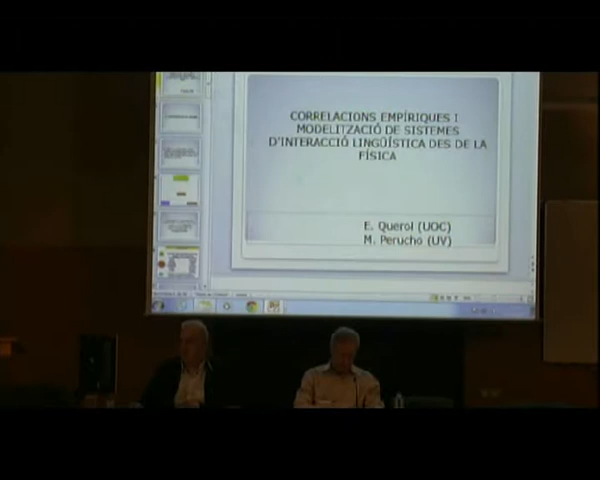 CORRELACIONS EMPÍRIQUES I
MODELITZACIÓ DE SISTEMES
D'INTERACCIÓ LINGÜÍSTICA DES DE LA
FÍSICA
E. Querol (UOC)
M. Perucho (UV)